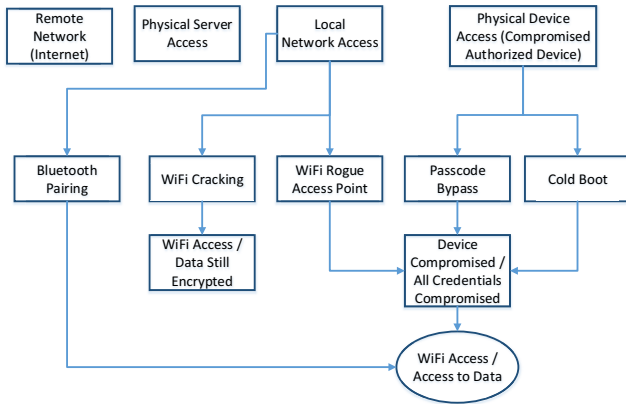 Remote
Network
(Internet)
Physical Server
Access
Local
Network Access
Physical Device
Access (Compromised
Authorized Device)
Bluetooth
Pairing
WiFi Cracking
WiFi Rogue
Access Point
Passcode
Bypass
Cold Boot
WiFi Access /
Data Still
Encrypted
Device
Compromised /
All Credentials
Compromised
WiFi Access /
Access to Data